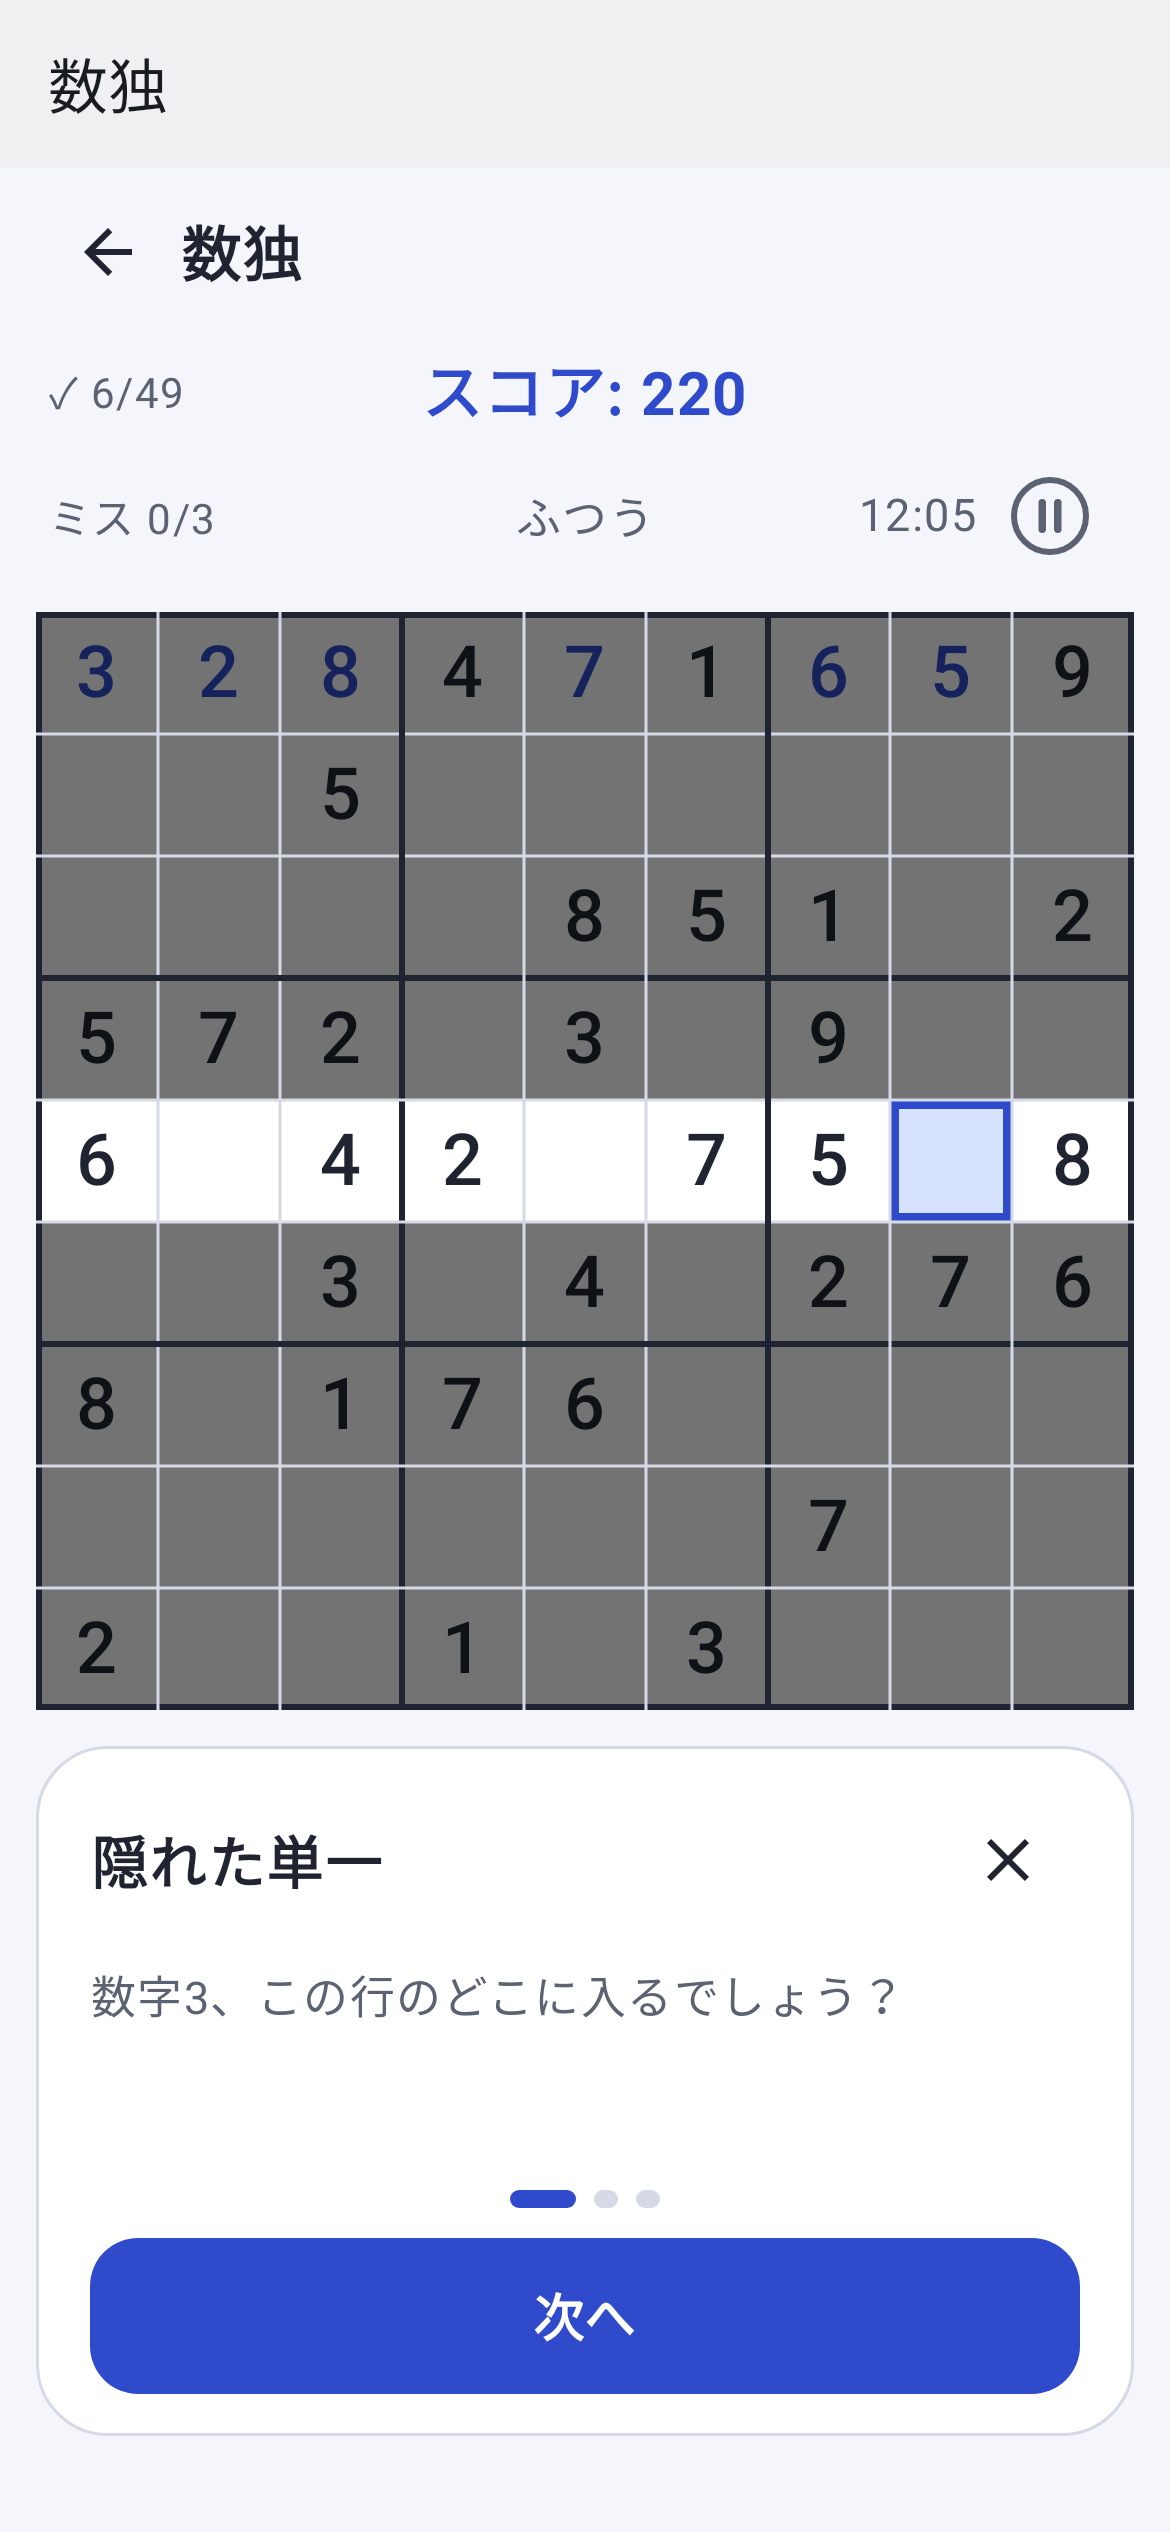 数独
数独
✓ 6/49
スコア: 220
ミス 0/3
ふつう
12:05
3 2 8 4 7 1 6 5 9
5
8 5 1 2
5 7 2 3 9
6 4 2 7 5 8
3 4 2 7 6
8 1 7 6
7
2 1 3
隠れた単一
数字3、この行のどこに入るでしょう？
次へ